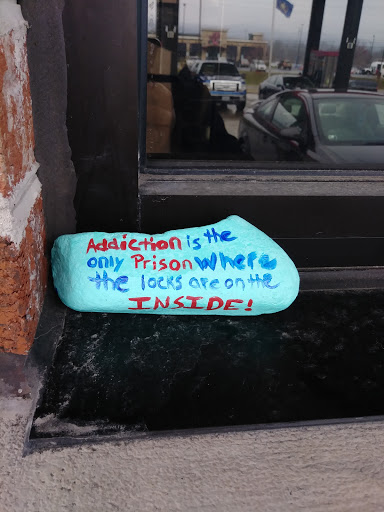 Addiction is the
only Prison where
the locks are on the
INSIDE!